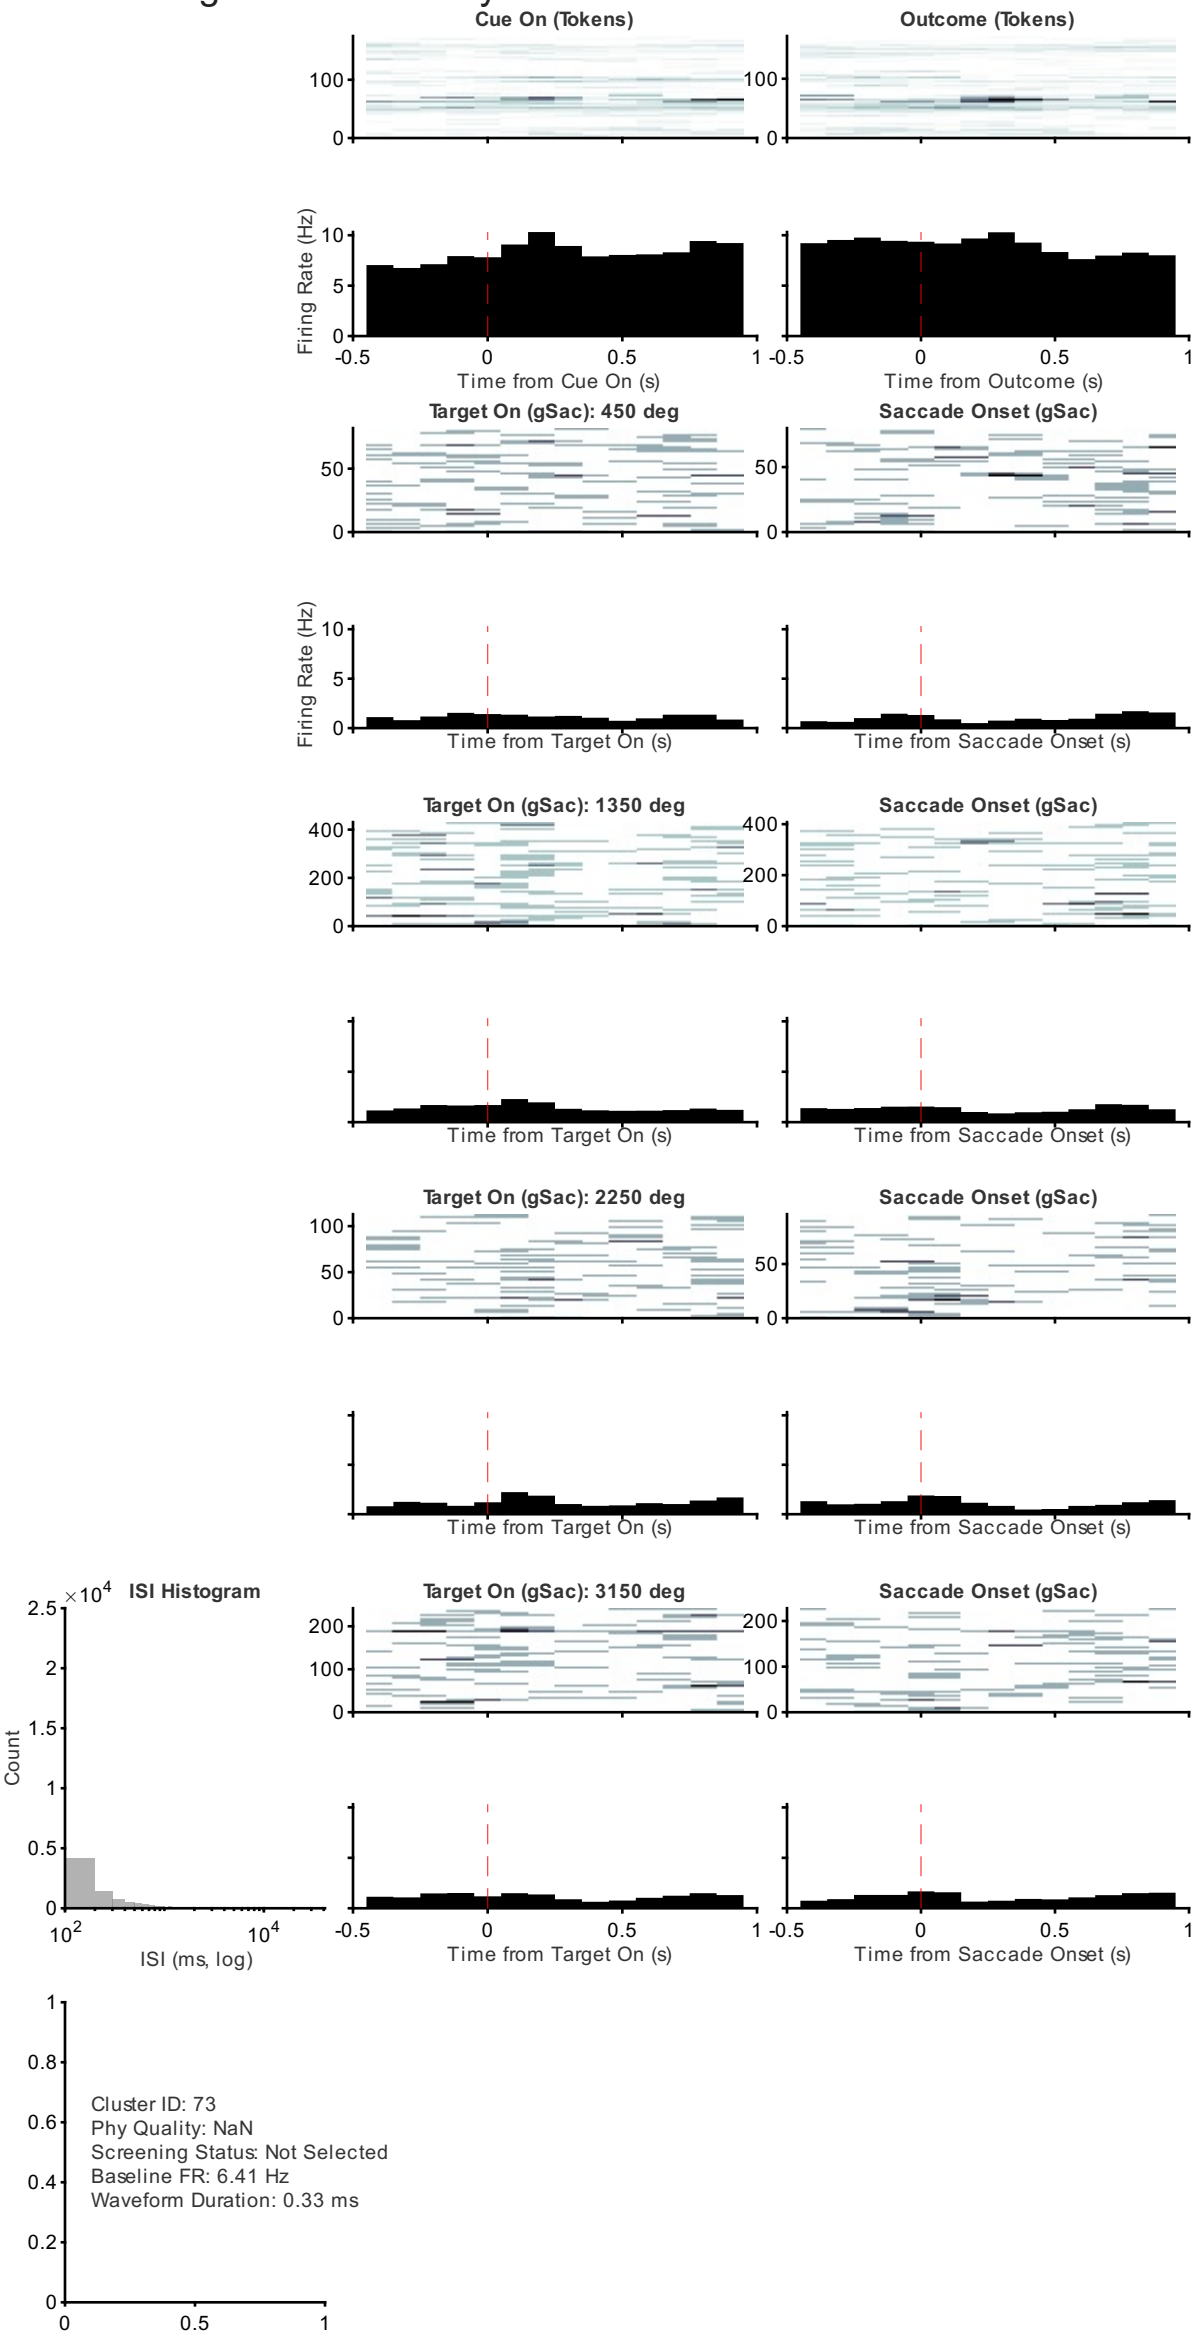 Cue On (Tokens)
Outcome (Tokens)
100
0
100
0
Firing Rate (Hz)
10
5
0
-0.5
0
0.5
1
-0.5
0
0.5
1
Time from Cue On (s)
Time from Outcome (s)
Target On (gSac): 450 deg
Saccade Onset (gSac)
50
0
50
0
Firing Rate (Hz)
10
5
0
Time from Target On (s)
Time from Saccade Onset (s)
Target On (gSac): 1350 deg
Saccade Onset (gSac)
400
200
0
400
200
0
Time from Target On (s)
Time from Saccade Onset (s)
Target On (gSac): 2250 deg
Saccade Onset (gSac)
100
50
0
50
0
Time from Target On (s)
Time from Saccade Onset (s)
×10⁴
ISI Histogram
Target On (gSac): 3150 deg
Saccade Onset (gSac)
2.5
2
1.5
1
0.5
0
Count
10²
10⁴
ISI (ms, log)
200
100
0
200
100
0
-0.5
0
0.5
1
-0.5
0
0.5
1
Time from Target On (s)
Time from Saccade Onset (s)
1
0.8
0.6
0.4
0.2
0
Cluster ID: 73
Phy Quality: NaN
Screening Status: Not Selected
Baseline FR: 6.41 Hz
Waveform Duration: 0.33 ms
0
0.5
1